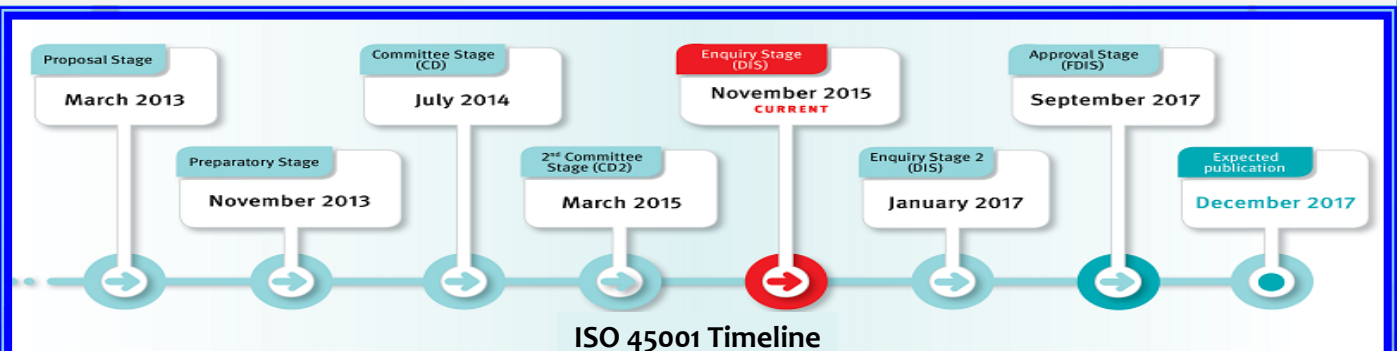 Proposal Stage
March 2013
Preparatory Stage
November 2013
Committee Stage
(CD)
July 2014
2nd Committee
Stage (CD2)
March 2015
Enquiry Stage
(DIS)
November 2015
CURRENT
Enquiry Stage 2
(DIS)
January 2017
Approval Stage
(FDIS)
September 2017
Expected
publication
December 2017
ISO 45001 Timeline